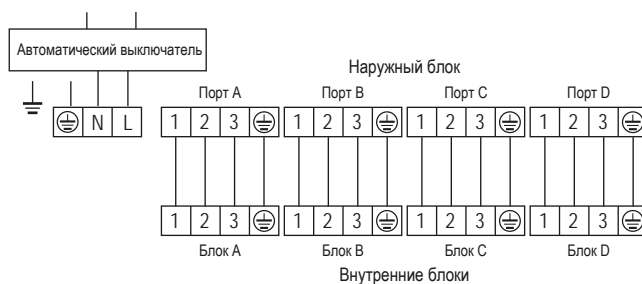 Автоматический выключатель
Наружный блок
Порт A Порт B Порт C Порт D
N L 1 2 3 1 2 3 1 2 3 1 2 3
1 2 3 1 2 3 1 2 3 1 2 3
Блок A Блок B Блок C Блок D
Внутренние блоки